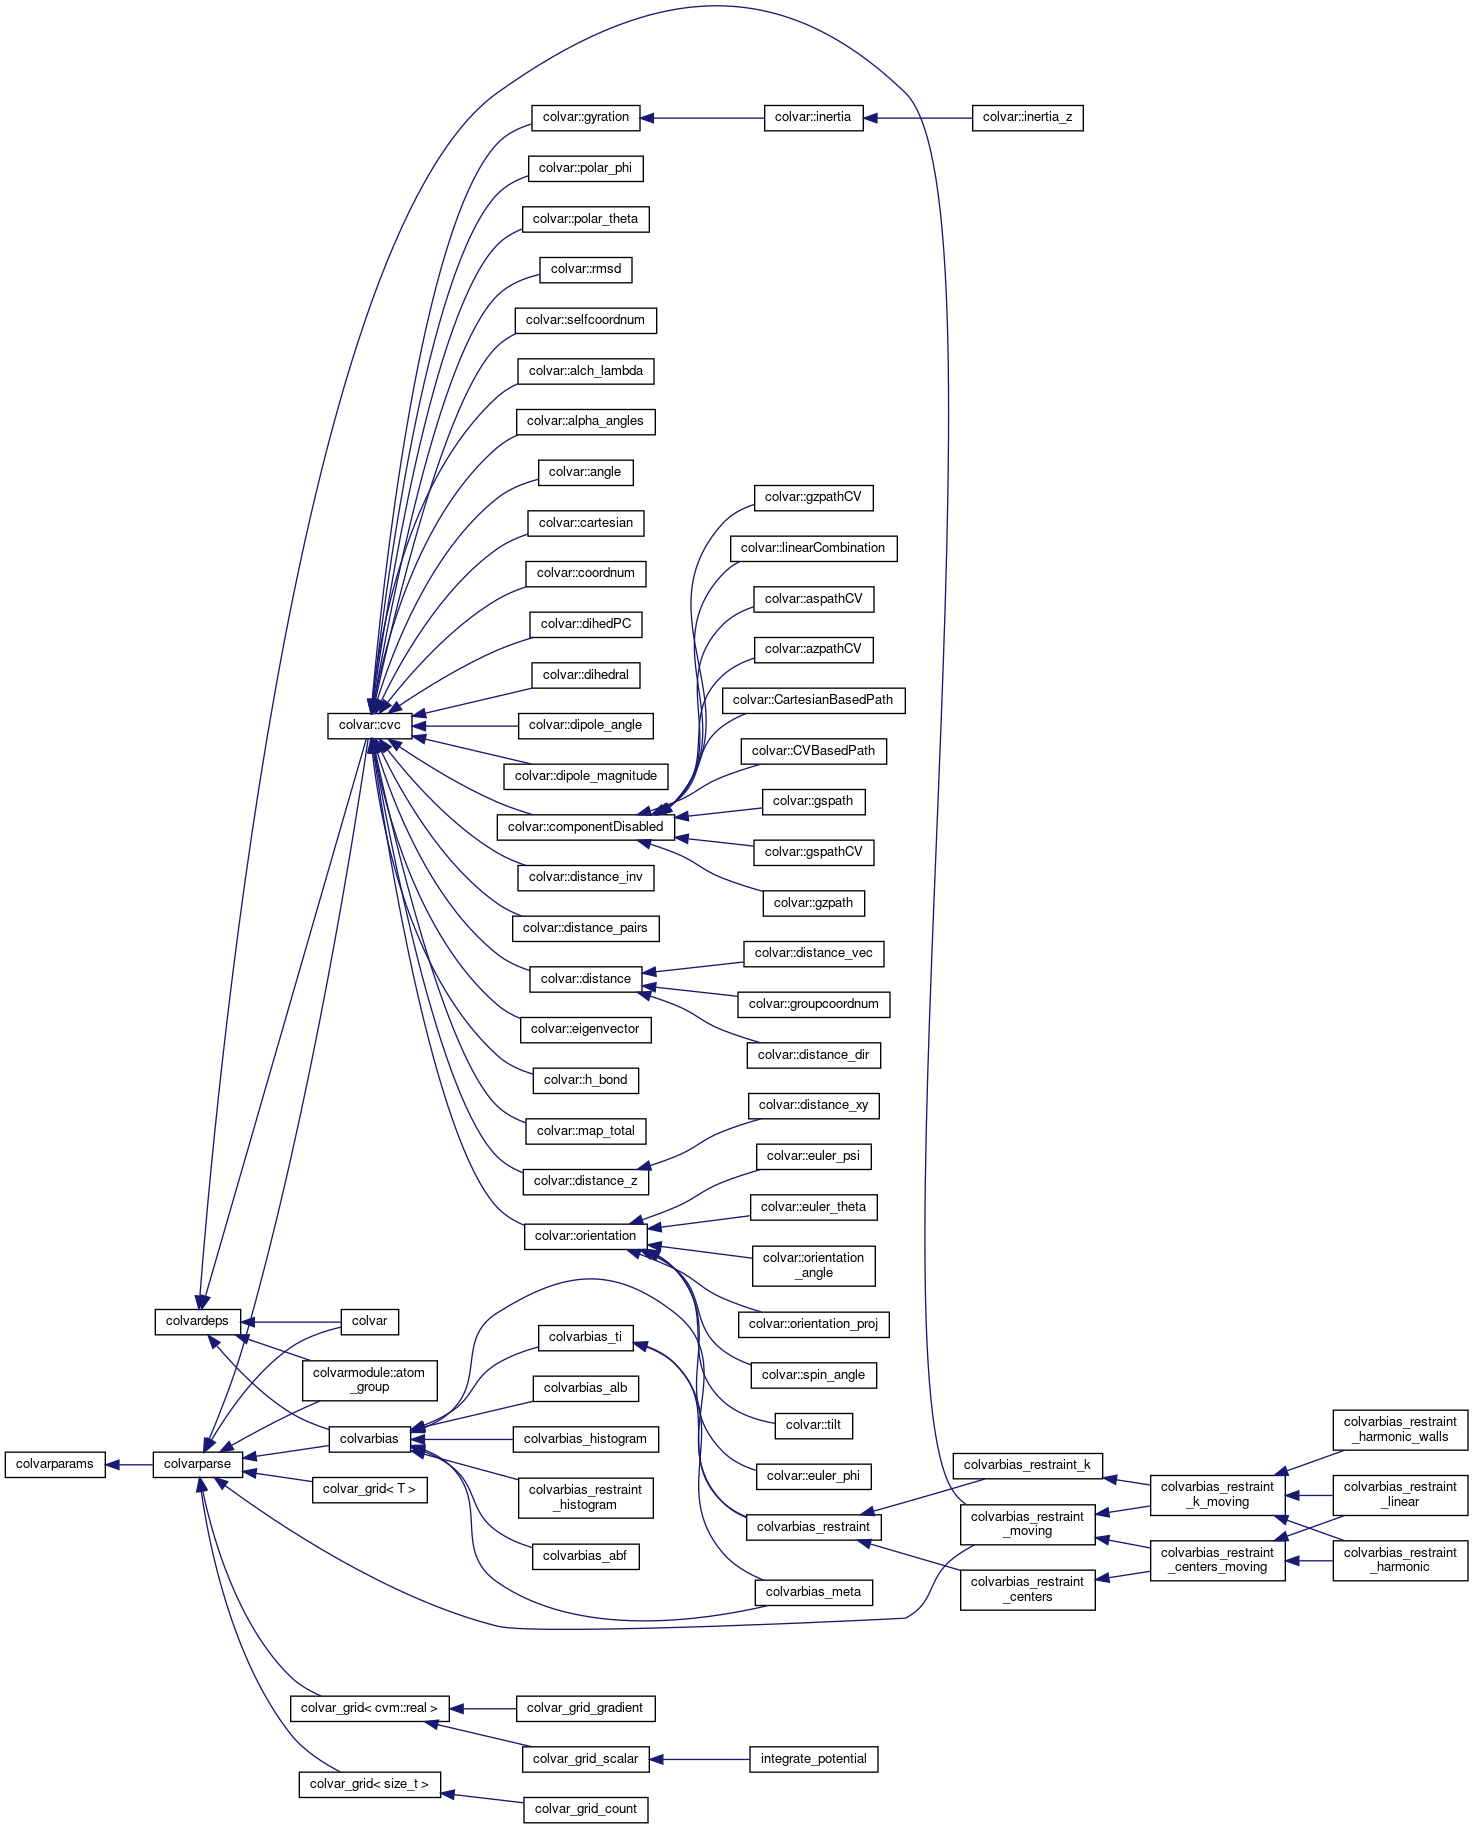 colvar::gyration
colvar::inertia
colvar::inertia_z
colvar::polar_phi
colvar::polar_theta
colvar::rmsd
colvar::selfcoordnum
colvar::alch_lambda
colvar::alpha_angles
colvar::angle
colvar::cartesian
colvar::coordnum
colvar::dihedPC
colvar::dihedral
colvar::cvc
colvar::dipole_angle
colvar::dipole_magnitude
colvar::componentDisabled
colvar::gzpathCV
colvar::linearCombination
colvar::aspathCV
colvar::azpathCV
colvar::CartesianBasedPath
colvar::CVBasedPath
colvar::gspath
colvar::gspathCV
colvar::gzpath
colvar::distance_inv
colvar::distance_pairs
colvar::distance
colvar::distance_vec
colvar::groupcoordnum
colvar::distance_dir
colvar::eigenvector
colvar::h_bond
colvar::map_total
colvar::distance_z
colvar::distance_xy
colvar::orientation
colvar::euler_psi
colvar::euler_theta
colvar::orientation
_angle
colvar::orientation_proj
colvar::spin_angle
colvar::tilt
colvar::euler_phi
colvardeps
colvar
colvarmodule::atom
_group
colvarparams
colvarparse
colvarbias
colvar_grid< T >
colvarbias_ti
colvarbias_alb
colvarbias_histogram
colvarbias_restraint
_histogram
colvarbias_abf
colvarbias_restraint
colvarbias_meta
colvarbias_restraint_k
colvarbias_restraint
_moving
colvarbias_restraint
_centers
colvarbias_restraint
_k_moving
colvarbias_restraint
_centers_moving
colvarbias_restraint
_harmonic_walls
colvarbias_restraint
_linear
colvarbias_restraint
_harmonic
colvar_grid< cvm::real >
colvar_grid_gradient
colvar_grid_scalar
integrate_potential
colvar_grid< size_t >
colvar_grid_count